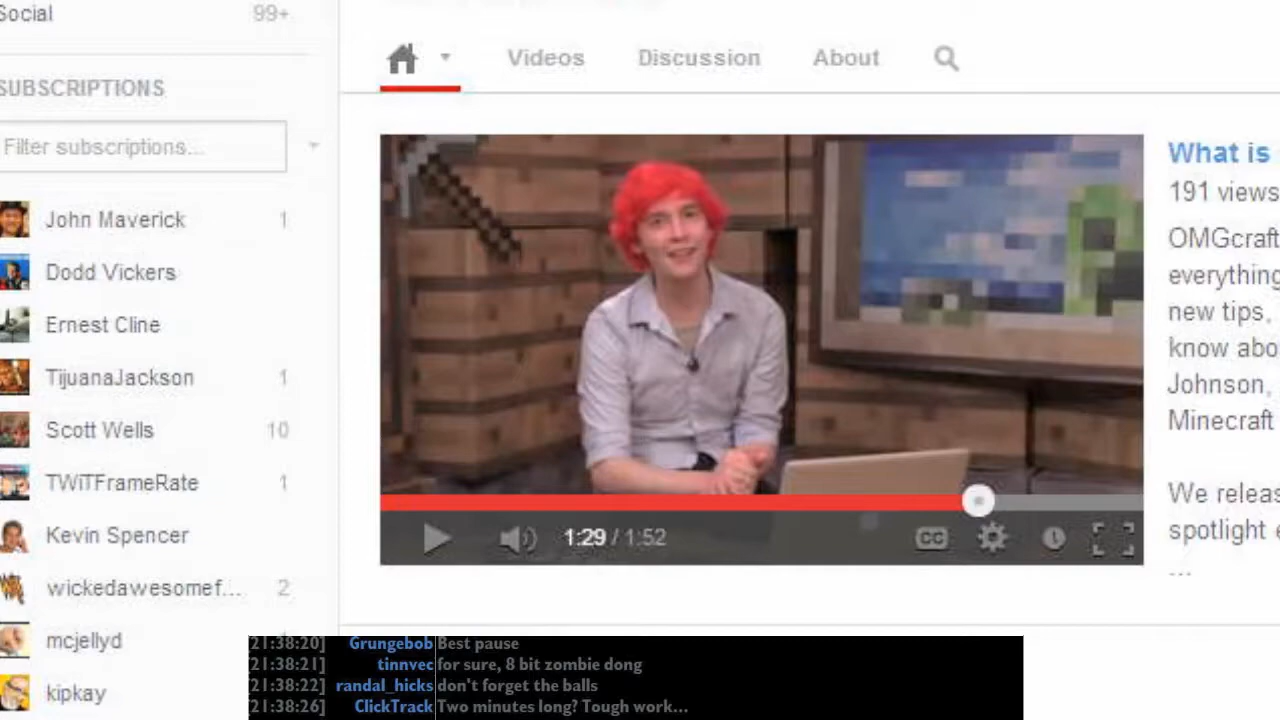 Social 99+
SUBSCRIPTIONS
Filter subscriptions...
John Maverick 1
Dodd Vickers
Ernest Cline
TijuanaJackson 1
Scott Wells 10
TWiTFrameRate 1
Kevin Spencer
wickedawesomef... 2
mcjellyd
kipkay
Videos Discussion About
1:29 / 1:52
CC
What is
191 views
OMGcraft
everything
new tips,
know abo
Johnson,
Minecraft
We releas
spotlight e
...
[21:38:20] Grungebob Best pause
[21:38:21] tinnvec for sure, 8 bit zombie dong
[21:38:22] randal_hicks don't forget the balls
[21:38:26] ClickTrack Two minutes long? Tough work...